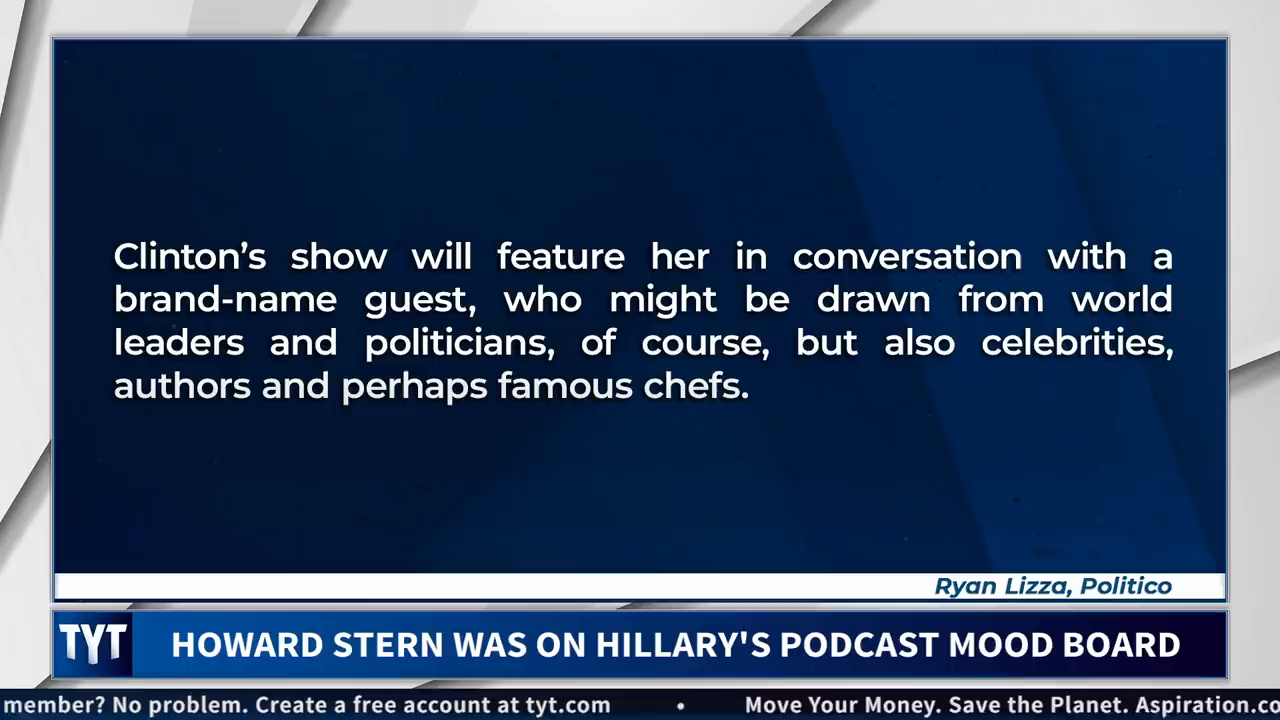 Clinton’s show will feature her in conversation with a
brand-name guest, who might be drawn from world
leaders and politicians, of course, but also celebrities,
authors and perhaps famous chefs.
Ryan Lizza, Politico
TYT HOWARD STERN WAS ON HILLARY'S PODCAST MOOD BOARD
member? No problem. Create a free account at tyt.com • Move Your Money. Save the Planet. Aspiration.co